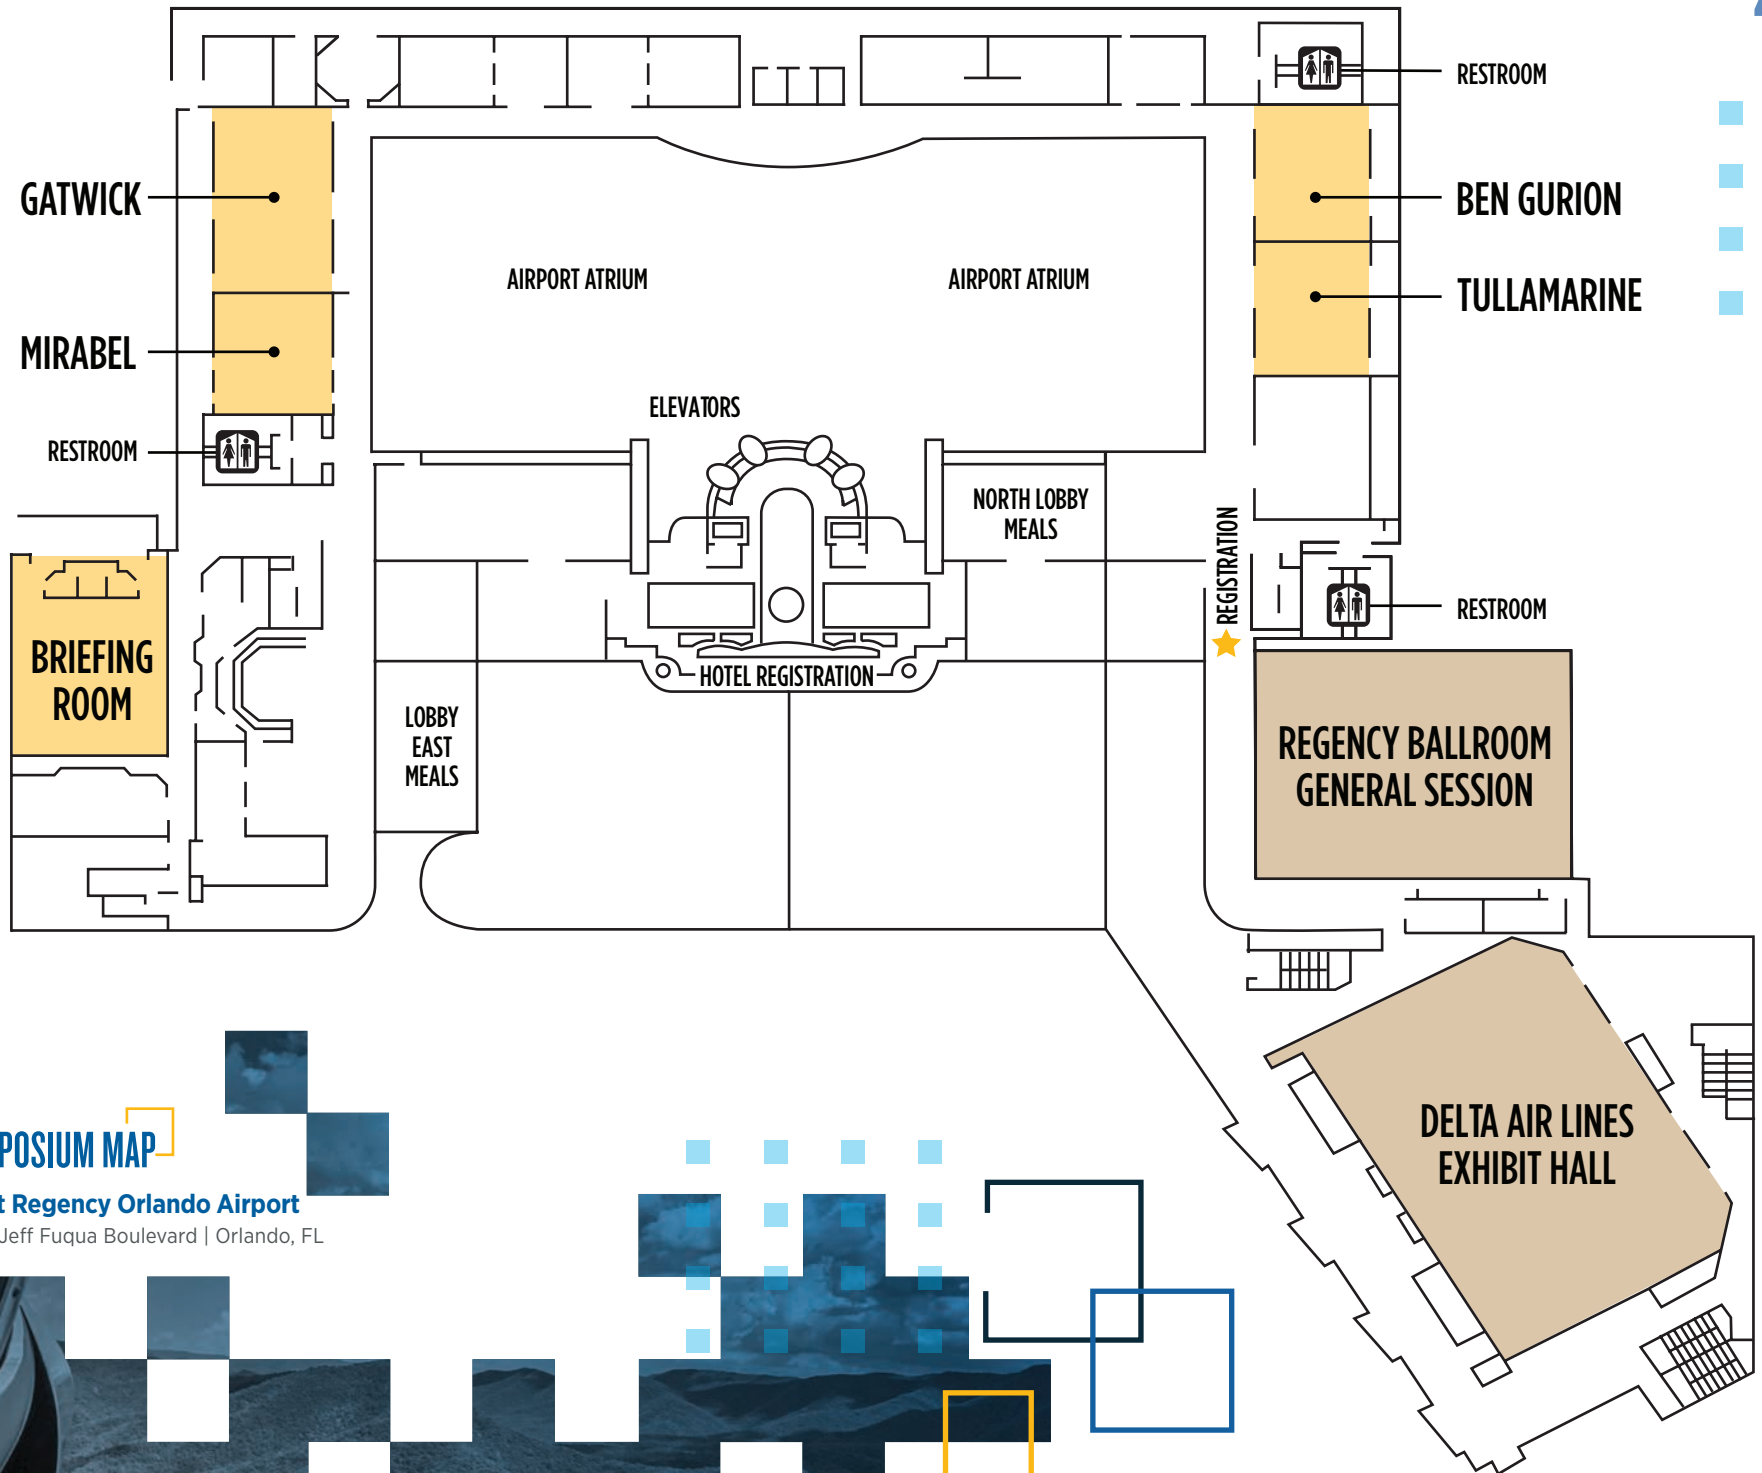 RESTROOM
GATWICK
BEN GURION
AIRPORT ATRIUM
AIRPORT ATRIUM
TULLAMARINE
MIRABEL
ELEVATORS
RESTROOM
NORTH LOBBY
MEALS
REGISTRATION
RESTROOM
BRIEFING
ROOM
HOTEL REGISTRATION
LOBBY
EAST
MEALS
REGENCY BALLROOM
GENERAL SESSION
DELTA AIR LINES
EXHIBIT HALL
POSIUM MAP
t Regency Orlando Airport
Jeff Fuqua Boulevard | Orlando, FL